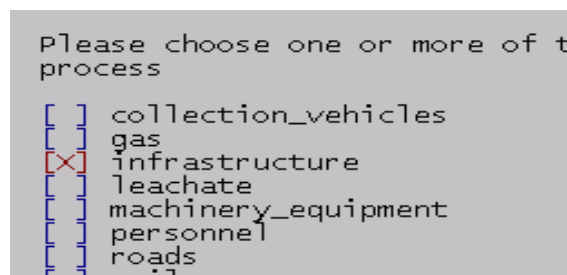 Please choose one or more of t
process
[ ] collection_vehicles
[ ] gas
[X] infrastructure
[ ] leachate
[ ] machinery_equipment
[ ] personnel
[ ] roads